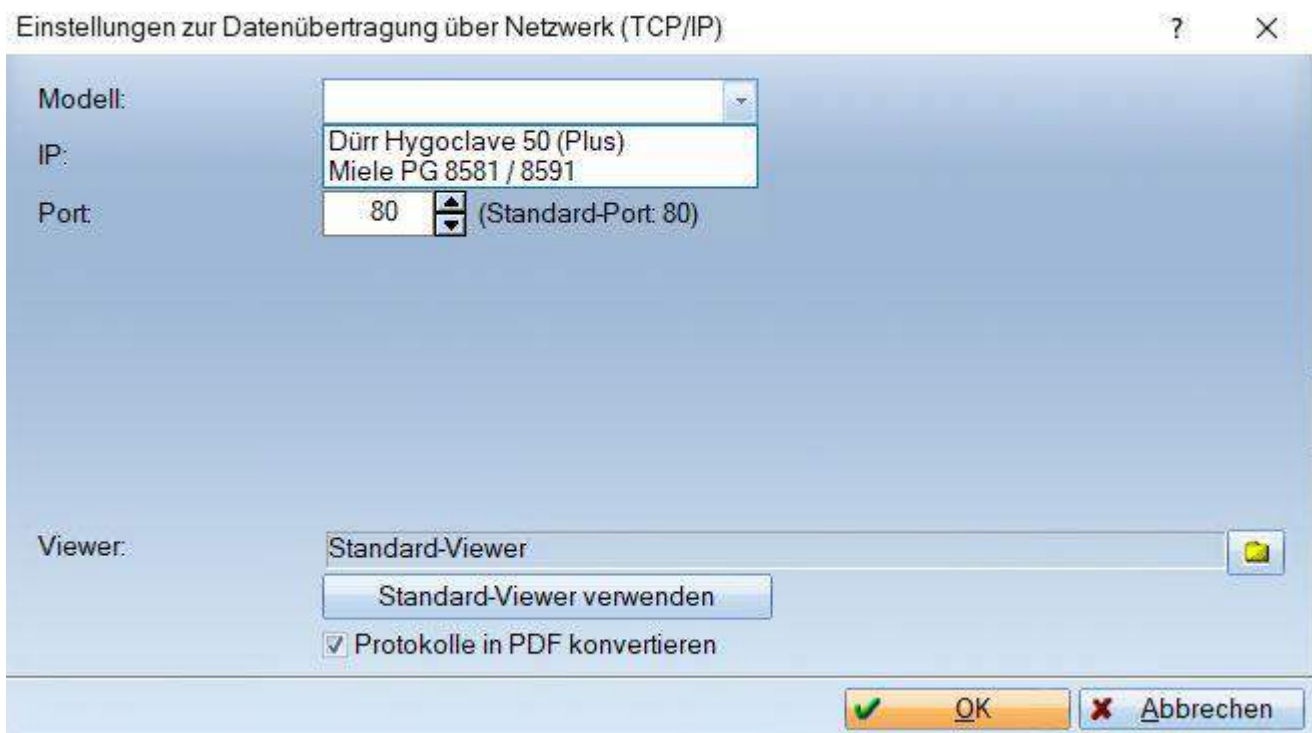 Einstellungen zur Datenübertragung über Netzwerk (TCP/IP) ?
Modell:
Dürr Hygoclave 50 (Plus)
IP:
Miele PG 8581 / 8591
Port: 80 (Standard-Port: 80)
Viewer: Standard-Viewer
Standard-Viewer verwenden
Protokolle in PDF konvertieren
OK Abbrechen